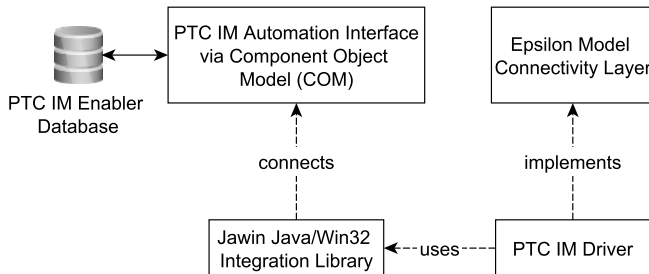 PTC IM Automation Interface
via Component Object
Model (COM)
Epsilon Model
Connectivity Layer
PTC IM Enabler
Database
connects
implements
Jawin Java/Win32
Integration Library
uses
PTC IM Driver